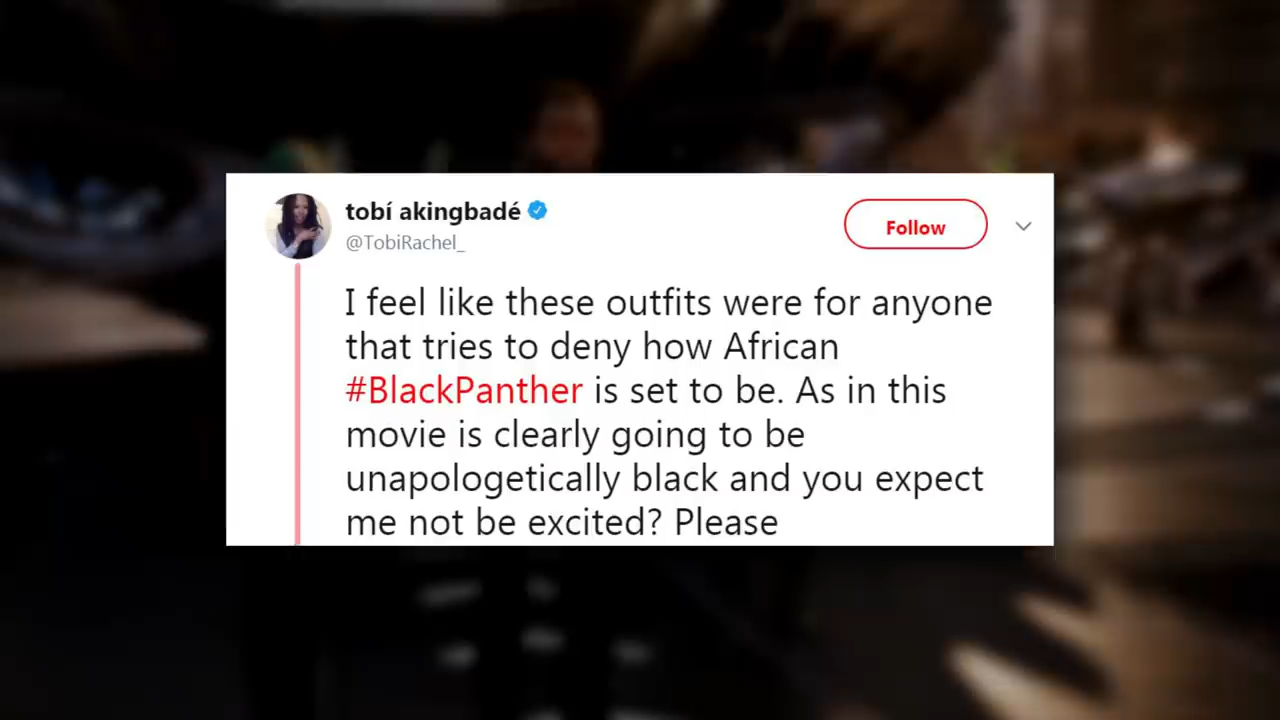 tobí akingbadé
@TobiRachel_
Follow
I feel like these outfits were for anyone
that tries to deny how African
#BlackPanther is set to be. As in this
movie is clearly going to be
unapologetically black and you expect
me not be excited? Please